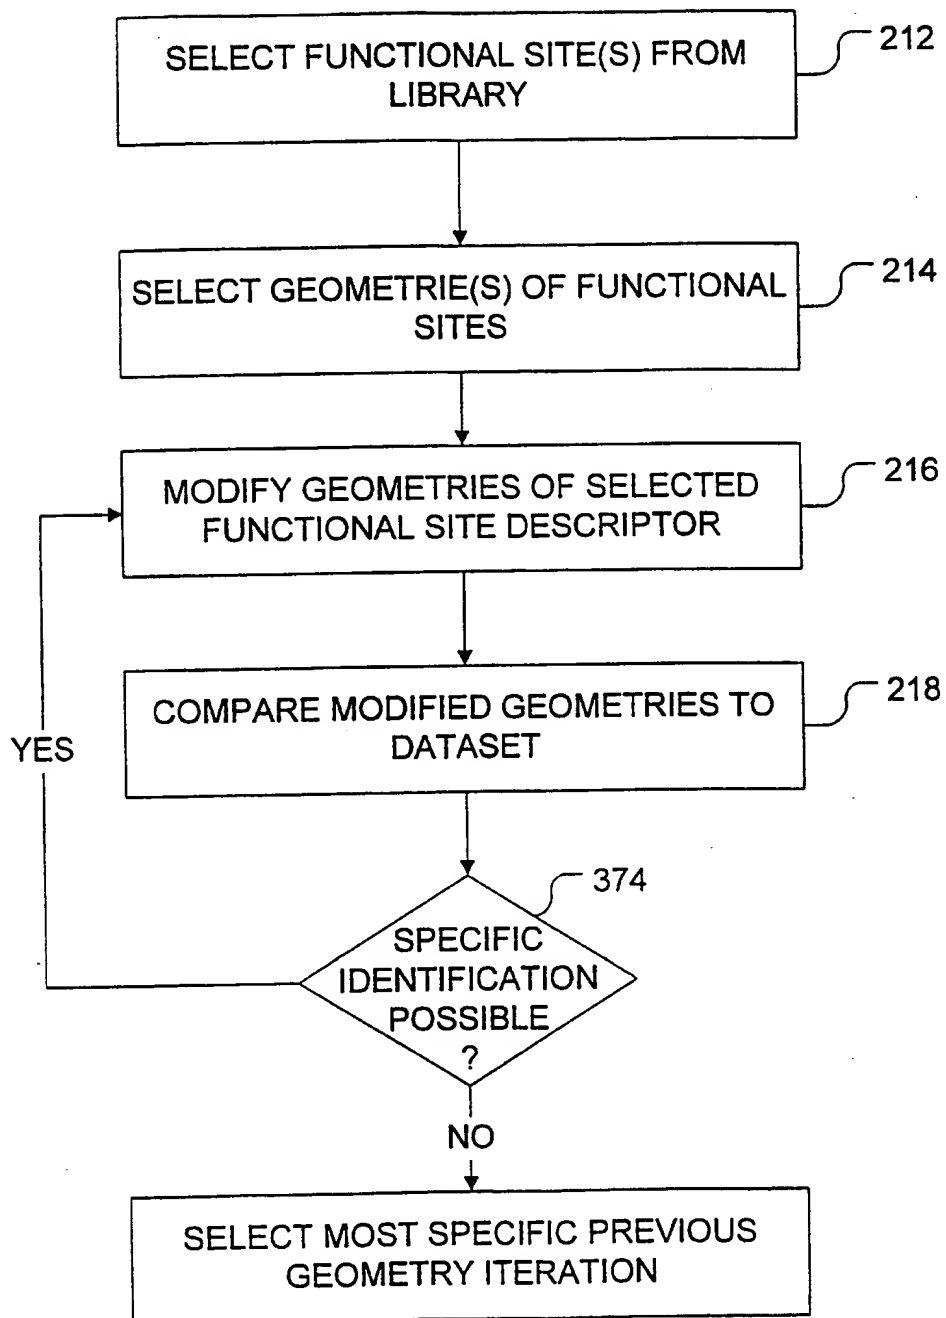 SELECT FUNCTIONAL SITE(S) FROM
LIBRARY
212
SELECT GEOMETRIE(S) OF FUNCTIONAL
SITES
214
MODIFY GEOMETRIES OF SELECTED
FUNCTIONAL SITE DESCRIPTOR
216
COMPARE MODIFIED GEOMETRIES TO
DATASET
218
YES
374
SPECIFIC
IDENTIFICATION
POSSIBLE
?
NO
SELECT MOST SPECIFIC PREVIOUS
GEOMETRY ITERATION